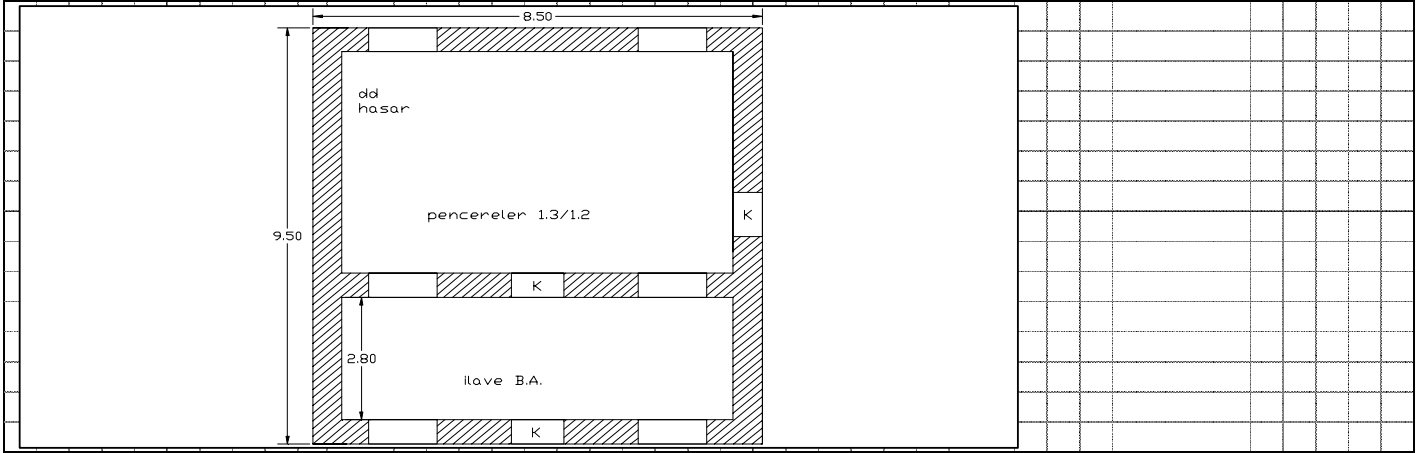 8.50
dd
hasar
pencereler 1.3/1.2
K
9.50
K
2.80
ilave B.A.
K